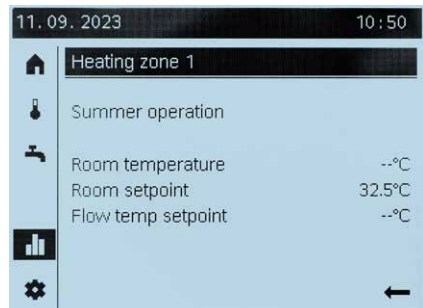 11.09.2023 10:50
Heating zone 1
Summer operation
Room temperature --°C
Room setpoint 32.5°C
Flow temp setpoint --°C